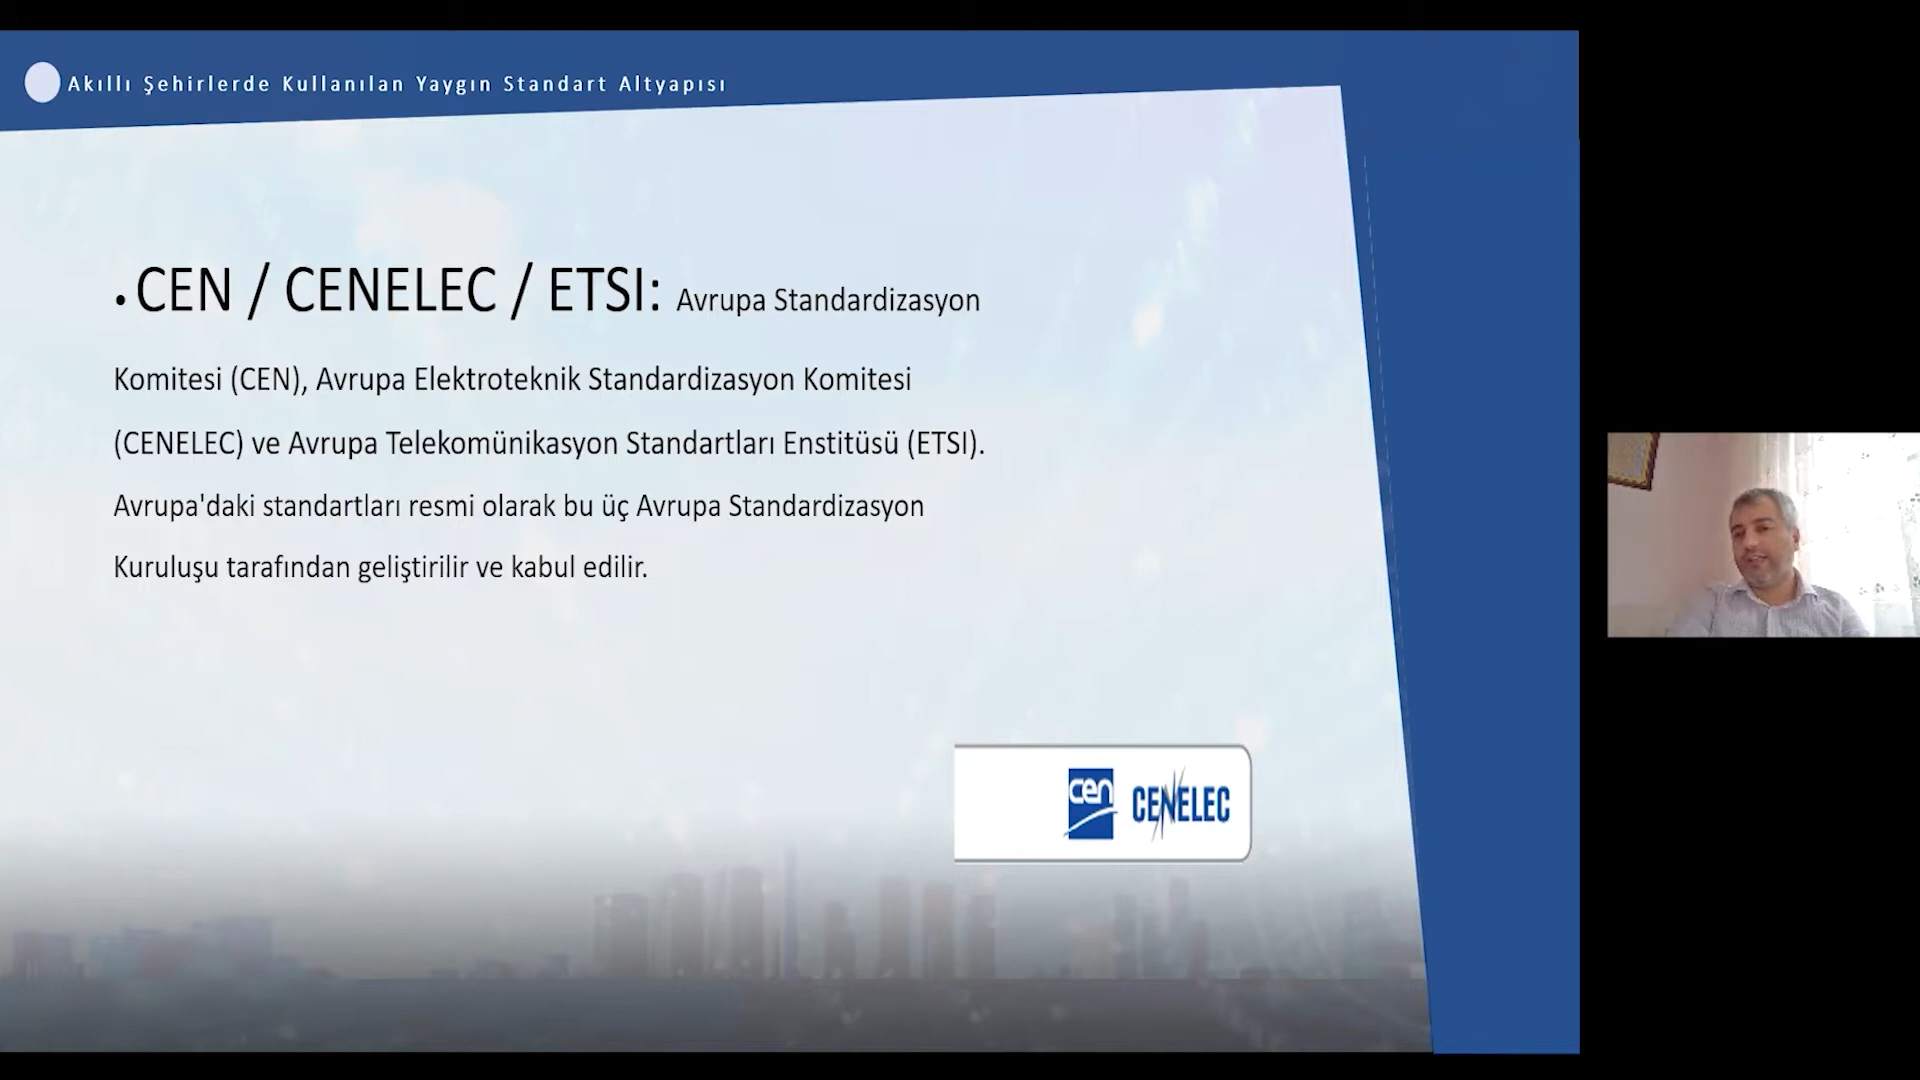 Akıllı Şehirlerde Kullanılan Yaygın Standart Altyapısı
• CEN / CENELEC / ETSI: Avrupa Standardizasyon
Komitesi (CEN), Avrupa Elektroteknik Standardizasyon Komitesi
(CENELEC) ve Avrupa Telekomünikasyon Standartları Enstitüsü (ETSI).
Avrupa'daki standartları resmi olarak bu üç Avrupa Standardizasyon
Kuruluşu tarafından geliştirilir ve kabul edilir.
cen CENELEC